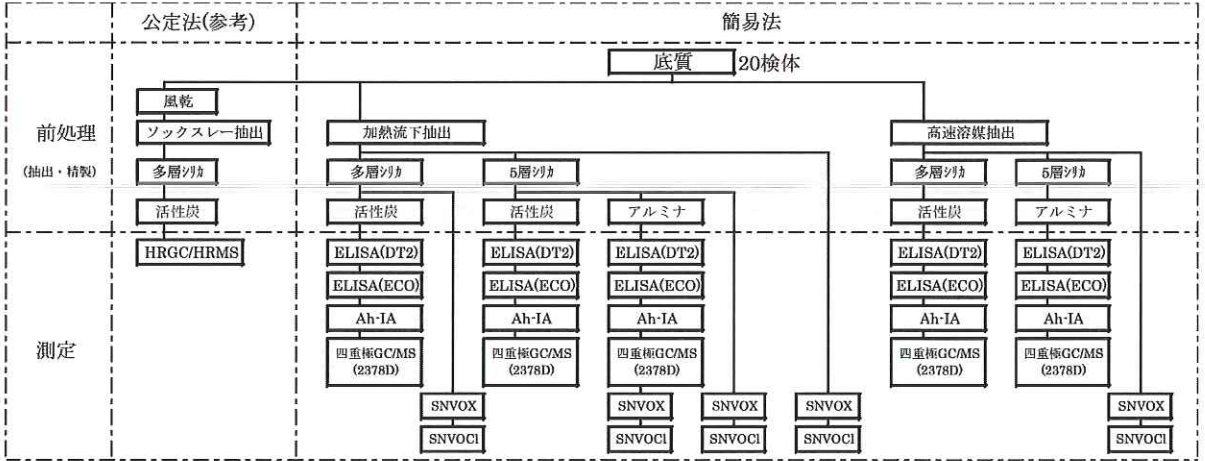 公定法(参考)
簡易法
底質 20検体
風乾
前処理
(抽出・精製)
ソックスレー抽出
加熱流下抽出
高速溶媒抽出
多層シリカ
多層シリカ
5層シリカ
多層シリカ
5層シリカ
活性炭
活性炭
活性炭
アルミナ
活性炭
アルミナ
測定
HRGC/HRMS
ELISA(DT2)
ELISA(DT2)
ELISA(DT2)
ELISA(DT2)
ELISA(DT2)
ELISA(ECO)
ELISA(ECO)
ELISA(ECO)
ELISA(ECO)
ELISA(ECO)
Ah-IA
Ah-IA
Ah-IA
Ah-IA
Ah-IA
四重極GC/MS
(2378D)
四重極GC/MS
(2378D)
四重極GC/MS
(2378D)
四重極GC/MS
(2378D)
四重極GC/MS
(2378D)
SNVOX
SNVOX
SNVOX
SNVOX
SNVOX
SNVOCl
SNVOCl
SNVOCl
SNVOCl
SNVOCl